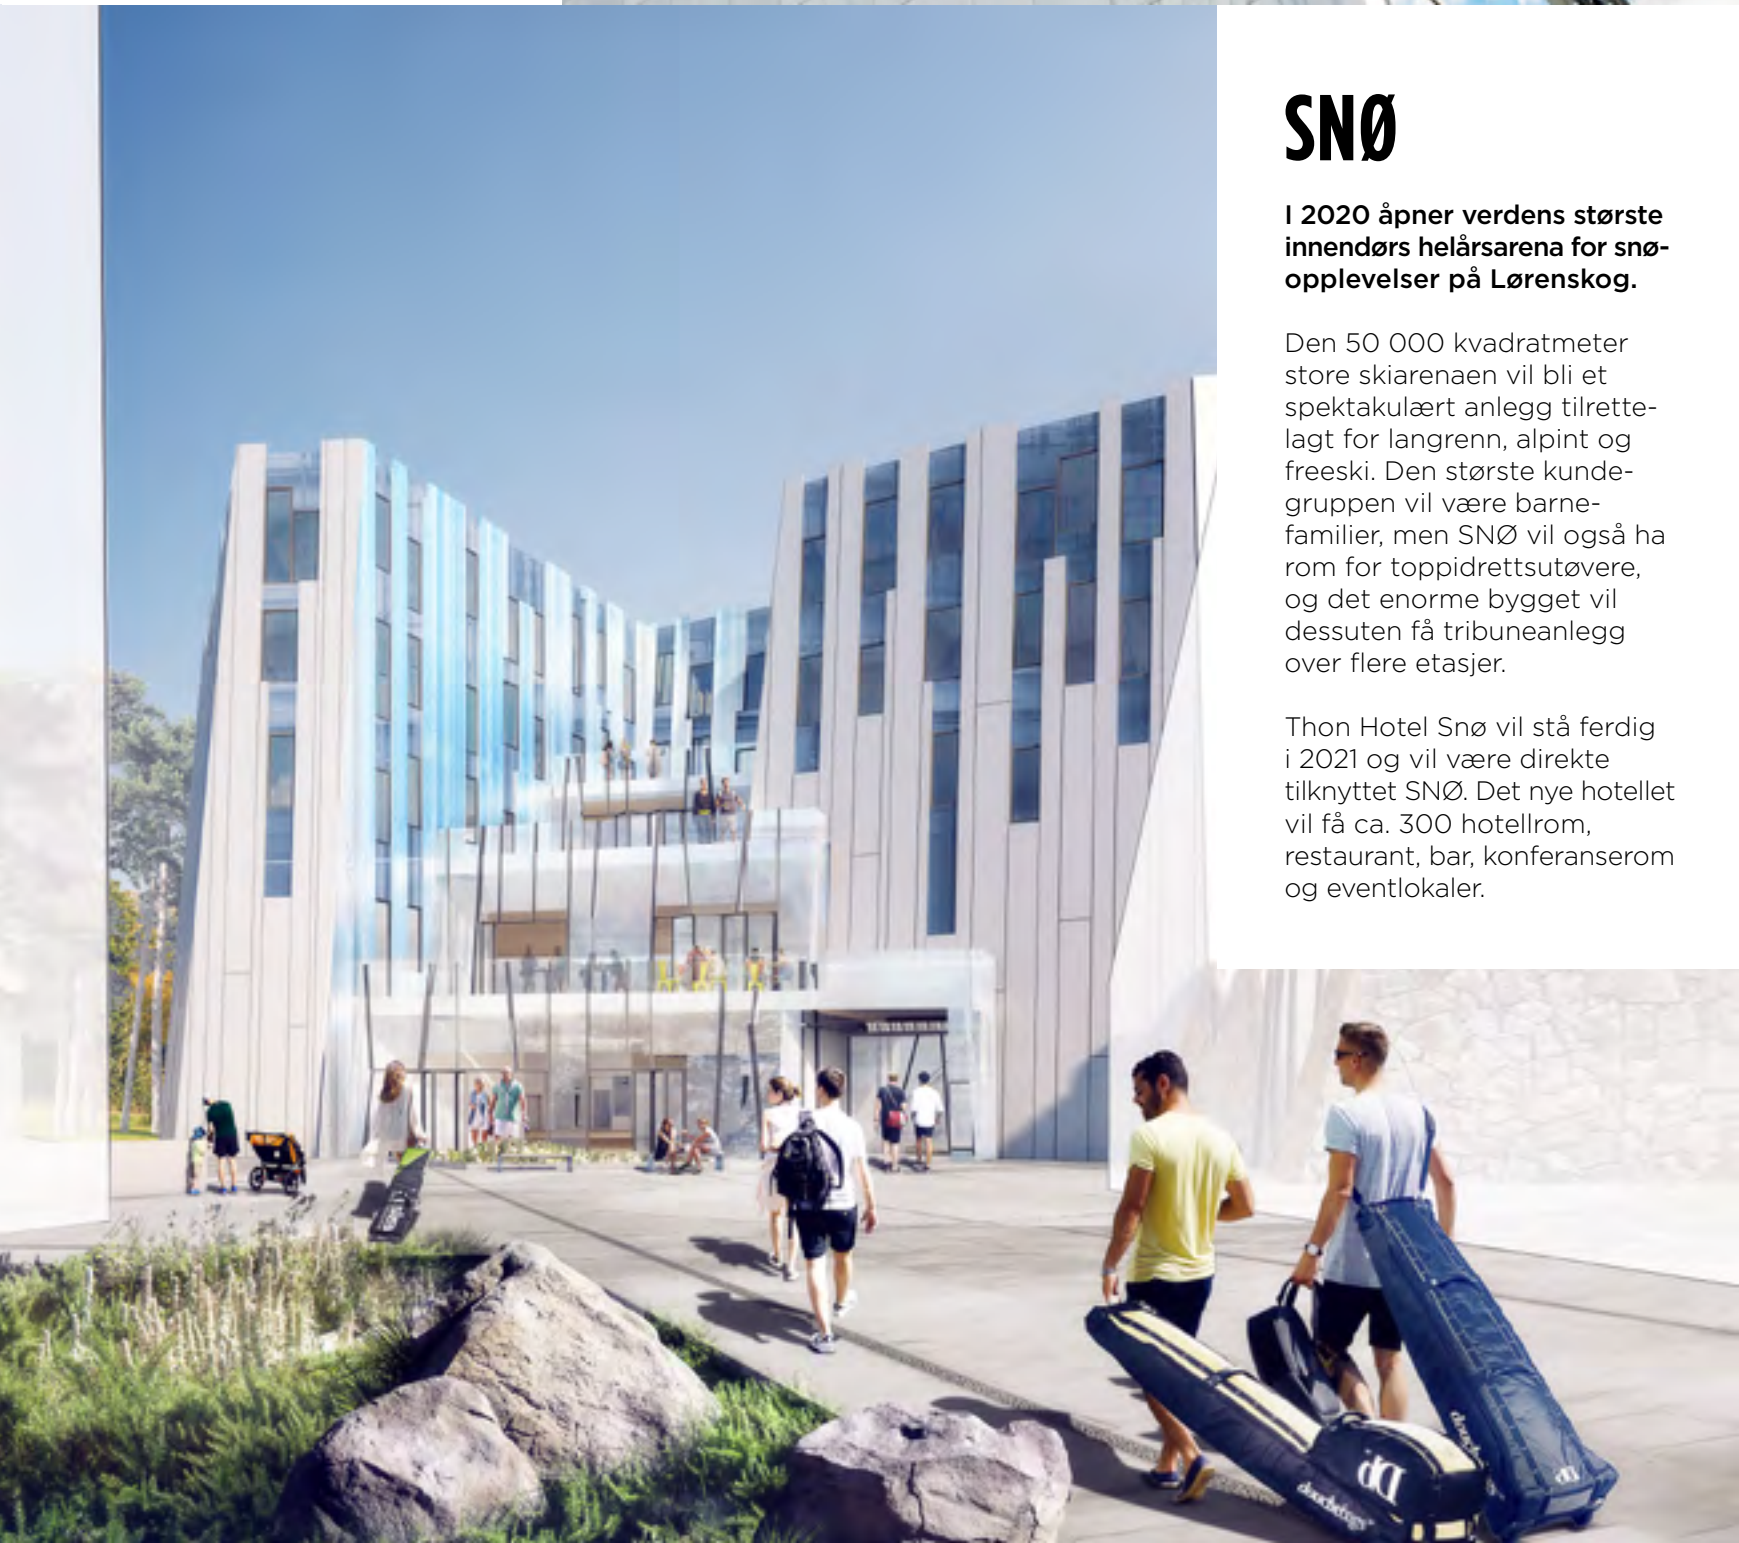 SNØ
I 2020 åpner verdens største
innendørs helårsarena for snø-
opplevelser på Lørenskog.
Den 50 000 kvadratmeter
store skiarenaen vil bli et
spektakulært anlegg tilrette-
lagt for langrenn, alpint og
freeski. Den største kunde-
gruppen vil være barne-
familier, men SNØ vil også ha
rom for toppidrettsutøvere,
og det enorme bygget vil
dessuten få tribuneanlegg
over flere etasjer.
Thon Hotel Snø vil stå ferdig
i 2021 og vil være direkte
tilknyttet SNØ. Det nye hotellet
vil få ca. 300 hotellrom,
restaurant, bar, konferanserom
og eventlokaler.